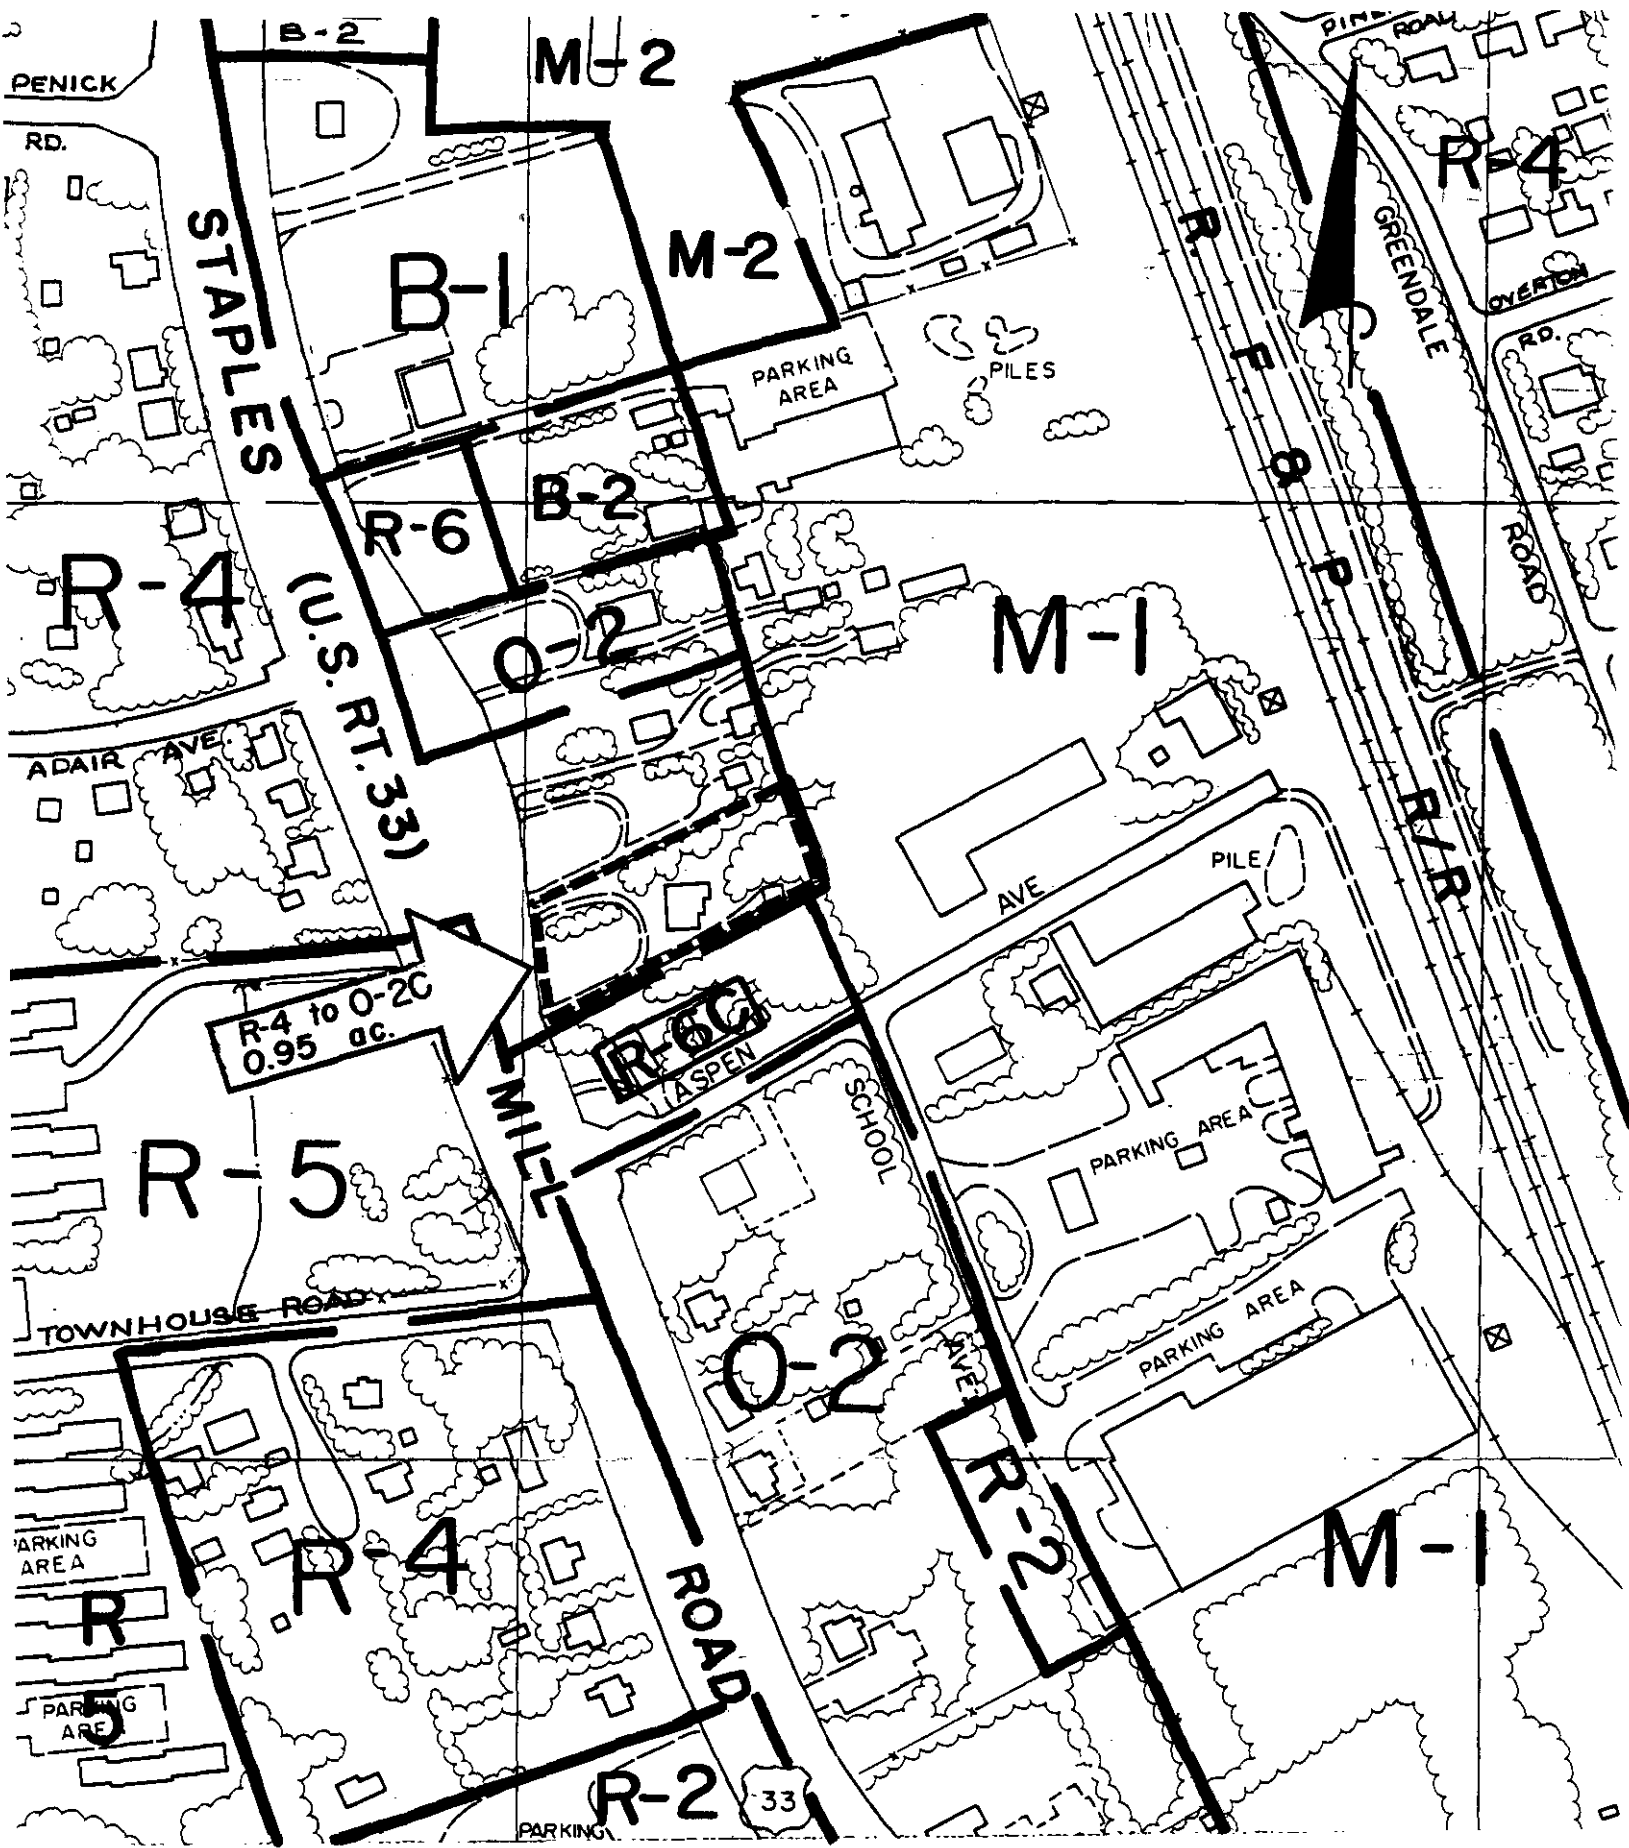 B-2
M-2
PINE
ROAD
PENICK
RD.
R-4
STAPLES
B-1
M-2
R. F. & P. R/R
GREENDALE
ROAD
OVERTON
RD.
PARKING
AREA
PILES
R-6
B-2
R-4
(U.S. RT. 33)
O-2
M-1
ADAIR AVE.
PILE
AVE
R-4 to O-2C
0.95 ac.
R-6C
ASPEN
MILL
SCHOOL
PARKING AREA
R-5
TOWNHOUSE ROAD
O-2
AVE.
PARKING AREA
R-2
R-4
M-1
PARKING
AREA
R
5
PARKING
AREA
ROAD
R-2
33
PARKING